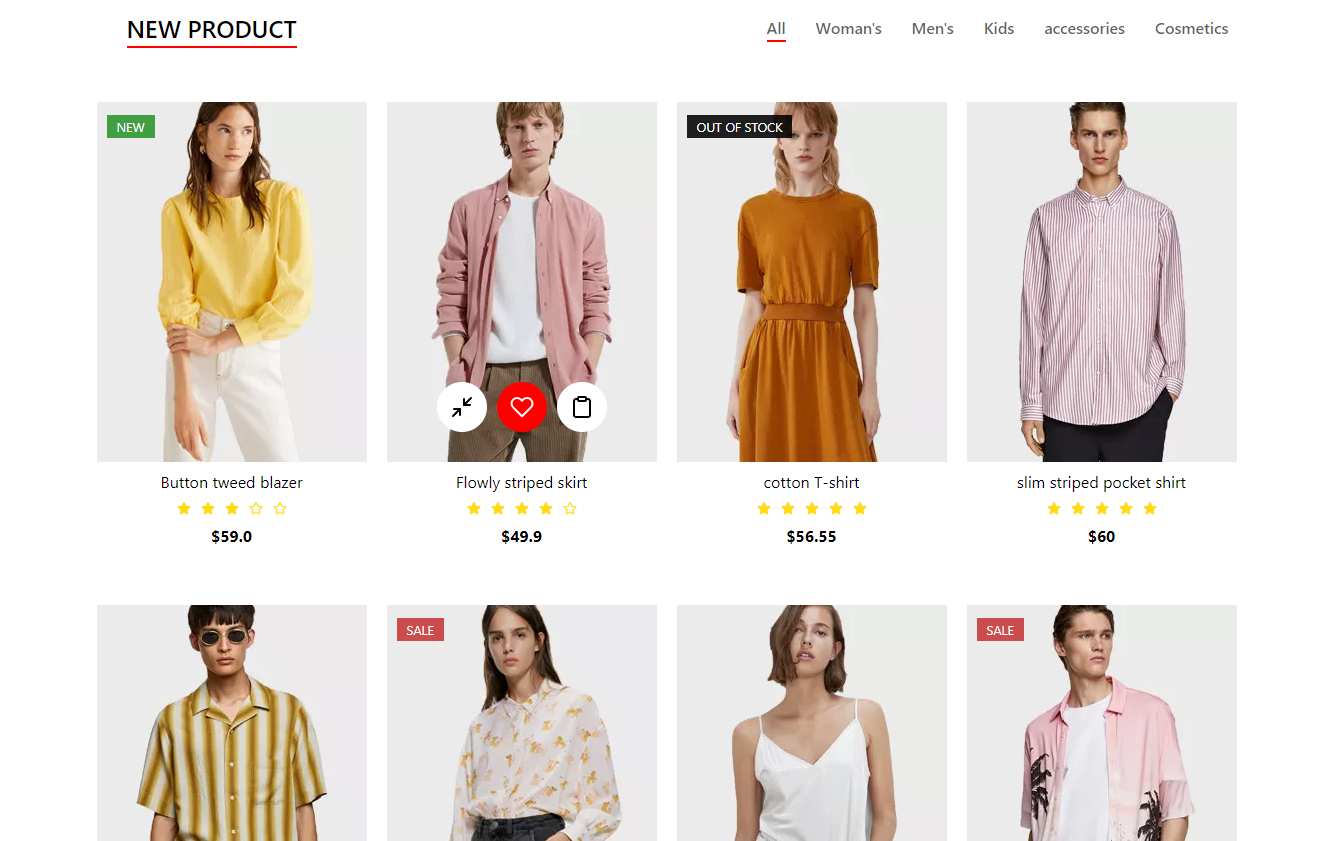 NEW PRODUCT
All Woman's Men's Kids accessories Cosmetics
NEW
OUT OF STOCK
Button tweed blazer
$59.0
Flowly striped skirt
$49.9
cotton T-shirt
$56.55
slim striped pocket shirt
$60
SALE
SALE